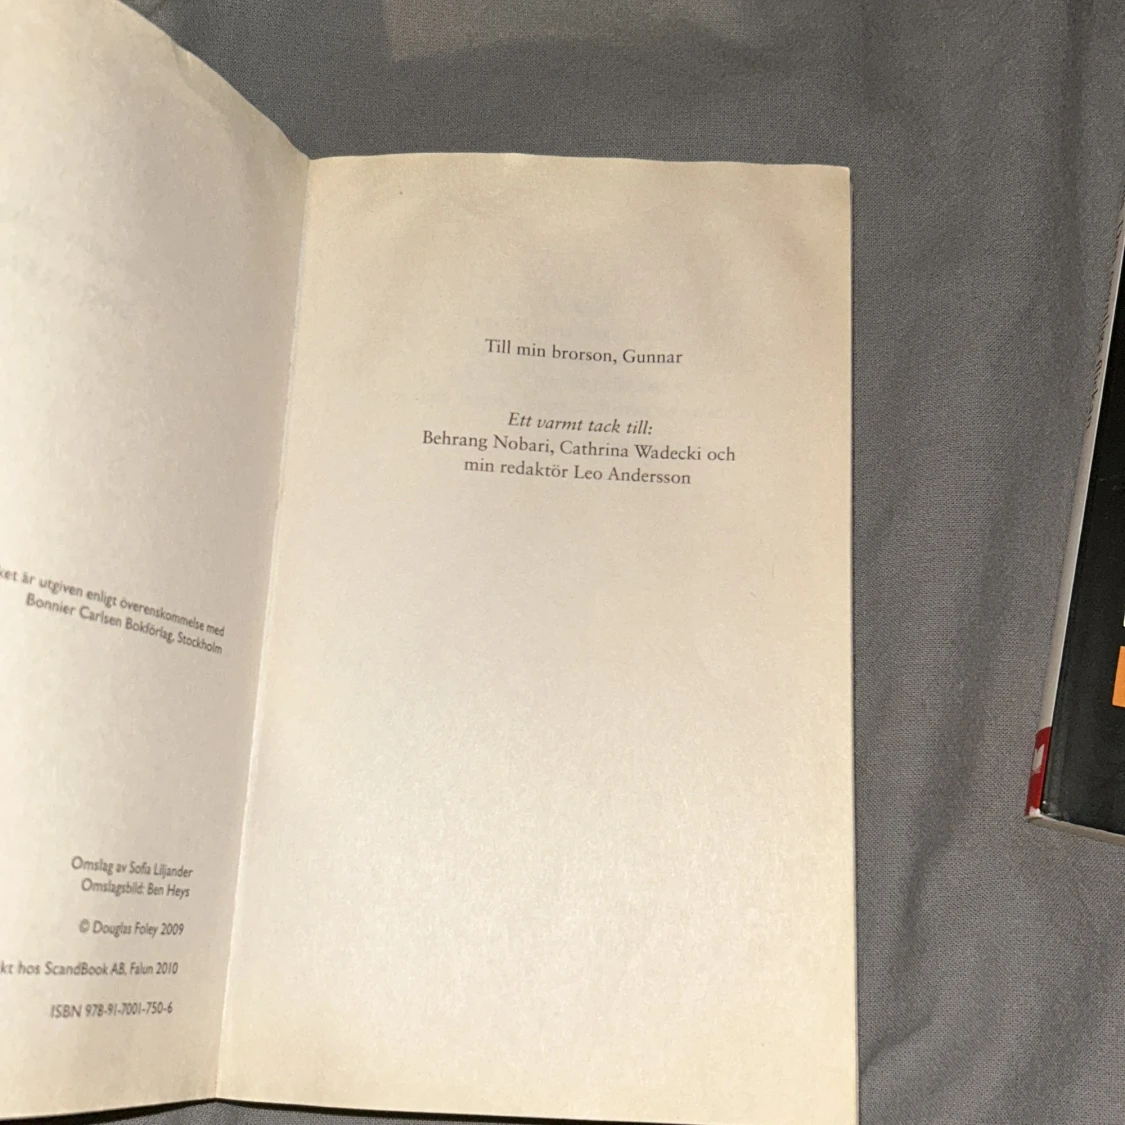 är utgiven enligt överenskommelse med
Bonnier Carlsen Bokförlag, Stockholm
Omslag av Sofia Liljander
Omslagsbild: Ben Heys
© Douglas Foley 2009
hos ScandBook AB, Falun 2010
ISBN 978-91-7001-750-6
Till min brorson, Gunnar
Ett varmt tack till:
Behrang Nobari, Cathrina Wadecki och
min redaktör Leo Andersson